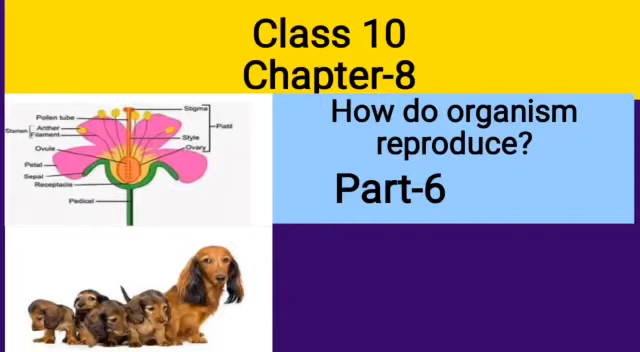 Class 10
Chapter-8
How do organism
reproduce?
Part-6
Stigma
Pollen tube
Pistil
Stamen
Anther
Filament
Style
Ovule
Ovary
Petal
Sepal
Receptacle
Pedicel